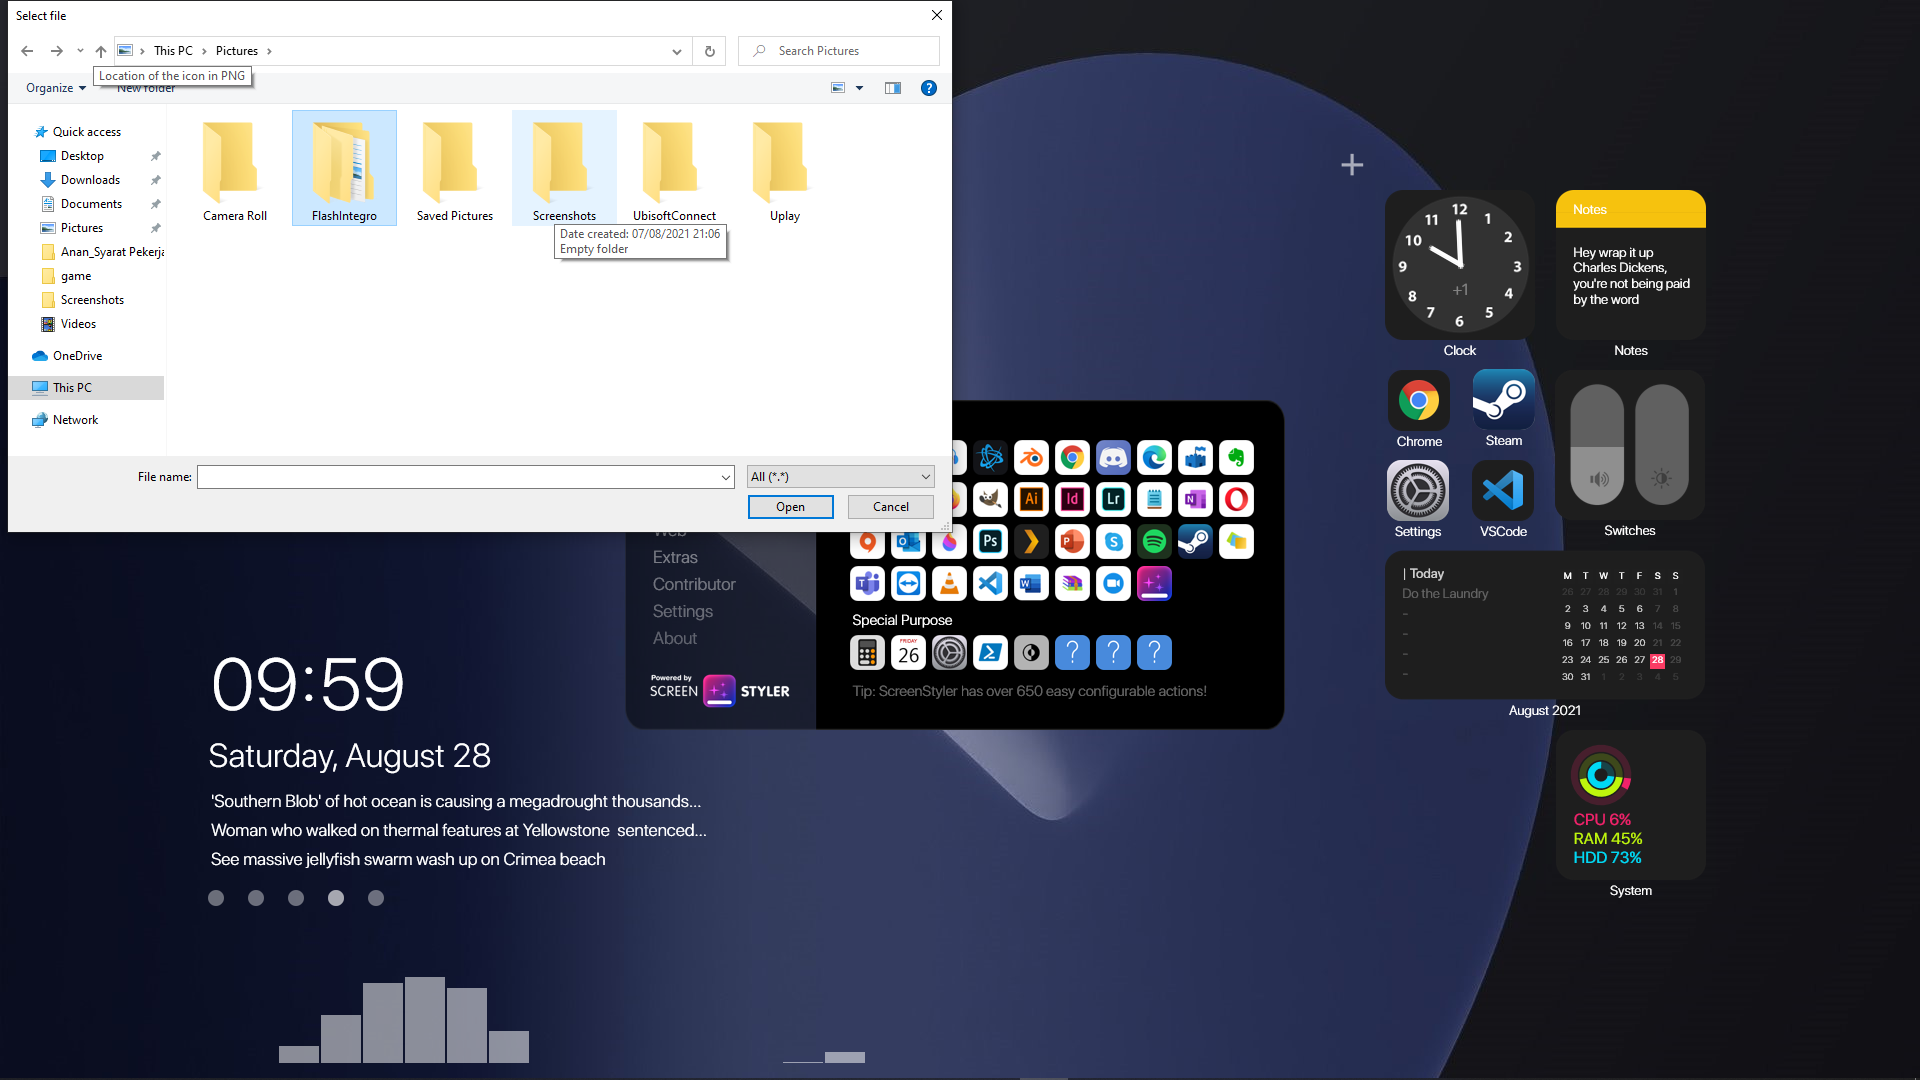 Select file
This PC
Pictures
Search Pictures
Location of the icon in PNG
Organize
New folder
Quick access
Desktop
Downloads
Documents
Pictures
Anan_Syarat Pekerja
game
Screenshots
Videos
OneDrive
This PC
Network
Camera Roll
FlashIntegro
Saved Pictures
Screenshots
UbisoftConnect
Uplay
Date created: 07/08/2021 21:06
Empty folder
File name:
All (*.*)
Open
Cancel
Web
Extras
Contributor
Settings
About
Powered by
SCREEN STYLER
Ai
Id
Lr
N
Ps
Special Purpose
FRIDAY
26
? ? ?
Tip: ScreenStyler has over 650 easy configurable actions!
09:59
Saturday, August 28
'Southern Blob' of hot ocean is causing a megadrought thousands...
Woman who walked on thermal features at Yellowstone sentenced...
See massive jellyfish swarm wash up on Crimea beach
12 1 2 3 4 5 6 7 8 9 10 11
+1
Clock
Notes
Hey wrap it up
Charles Dickens,
you're not being paid
by the word
Notes
Chrome
Steam
Settings
VSCode
Switches
| Today
Do the Laundry
-
-
-
-
M T W T F S S
26 27 28 29 30 31 1
2 3 4 5 6 7 8
9 10 11 12 13 14 15
16 17 18 19 20 21 22
23 24 25 26 27 28 29
30 31 1 2 3 4 5
August 2021
CPU 6%
RAM 45%
HDD 73%
System